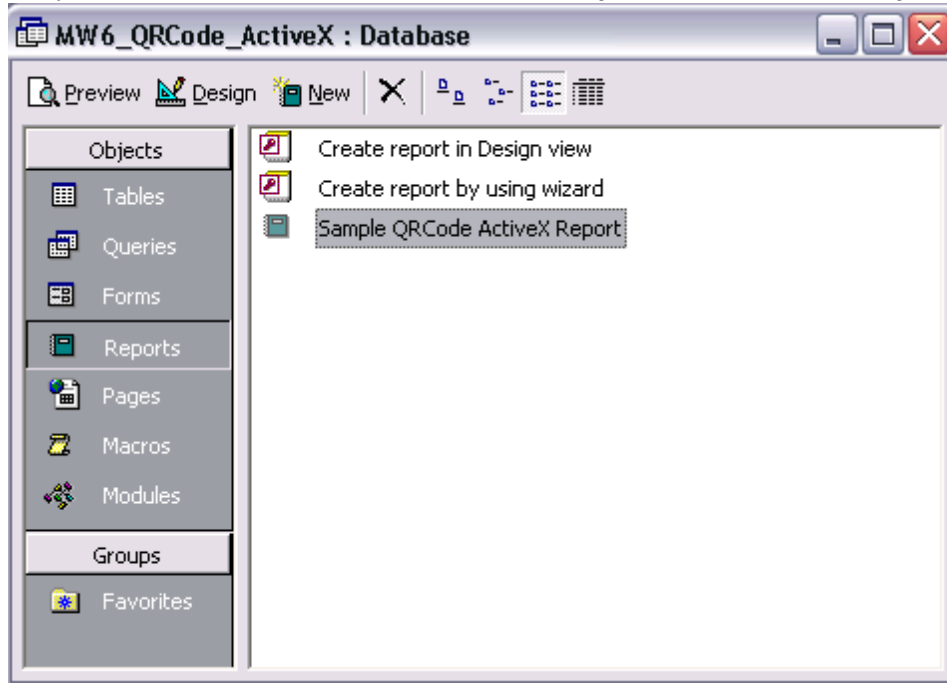 MW6_QRCode_ActiveX : Database
Preview Design New
Objects
Tables
Queries
Forms
Reports
Pages
Macros
Modules
Groups
Favorites
Create report in Design view
Create report by using wizard
Sample QRCode ActiveX Report